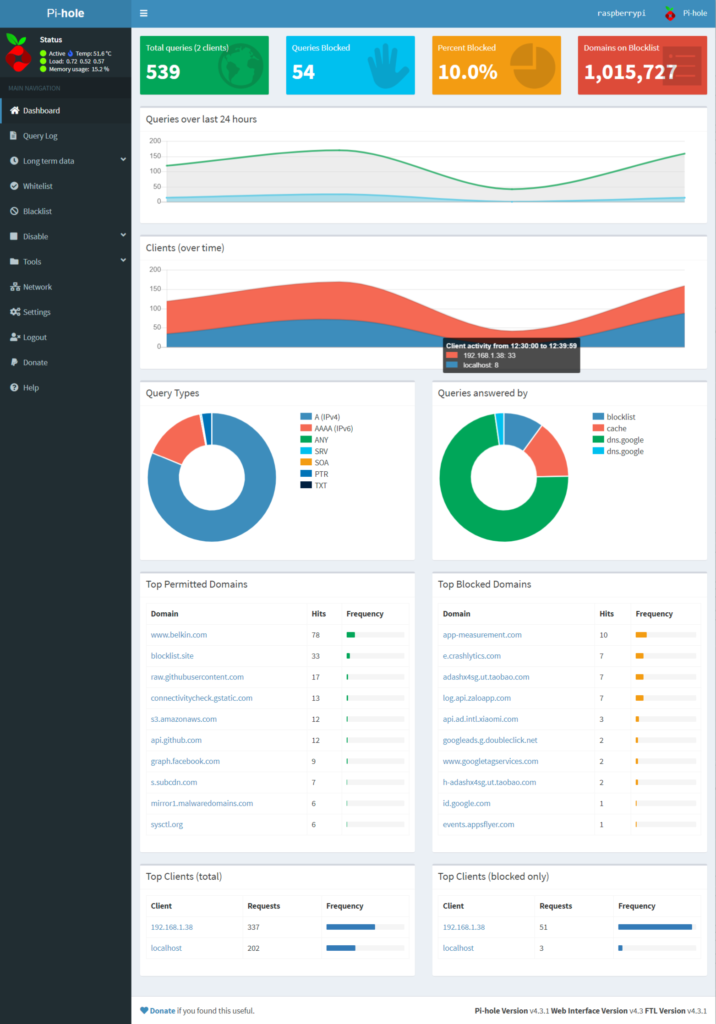 Pi-hole
raspberrypi
Pi-hole
Status
Active Temp: 51.6 °C
Load: 0.72 0.52 0.57
Memory usage: 15.2 %
MAIN NAVIGATION
Dashboard
Query Log
Long term data
Whitelist
Blacklist
Disable
Tools
Network
Settings
Logout
Donate
Help
Total queries (2 clients)
539
Queries Blocked
54
Percent Blocked
10.0%
Domains on Blocklist
1,015,727
Queries over last 24 hours
200
150
100
50
0
Clients (over time)
200
150
100
50
0
Client activity from 12:30:00 to 12:39:59
192.168.1.38: 33
localhost: 8
Query Types
A (IPv4)
AAAA (IPv6)
ANY
SRV
SOA
PTR
TXT
Queries answered by
blocklist
cache
dns.google
dns.google
Top Permitted Domains
Domain Hits Frequency
www.belkin.com 78
blocklist.site 33
raw.githubusercontent.com 17
connectivitycheck.gstatic.com 13
s3.amazonaws.com 12
api.github.com 12
graph.facebook.com 9
s.subcdn.com 7
mirror1.malwaredomains.com 6
sysctl.org 6
Top Blocked Domains
Domain Hits Frequency
app-measurement.com 10
e.crashlytics.com 7
adashx4sg.ut.taobao.com 7
log.api.zaloapp.com 7
api.ad.intl.xiaomi.com 3
googleads.g.doubleclick.net 2
www.googletagservices.com 2
h-adashx4sg.ut.taobao.com 2
id.google.com 1
events.appsflyer.com 1
Top Clients (total)
Client Requests Frequency
192.168.1.38 337
localhost 202
Top Clients (blocked only)
Client Requests Frequency
192.168.1.38 51
localhost 3
Donate if you found this useful.
Pi-hole Version v4.3.1 Web Interface Version v4.3 FTL Version v4.3.1